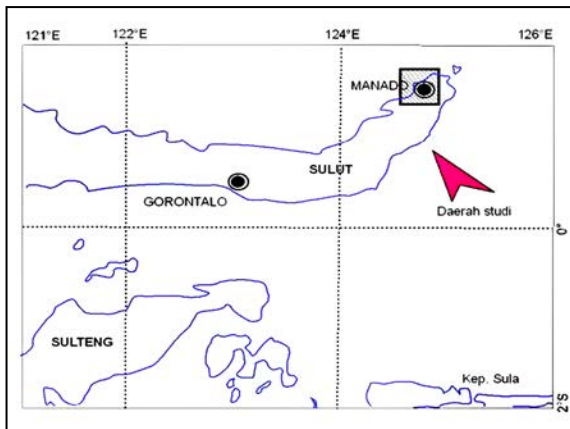 121°E 122°E 124°E 126°E
MANADO
SULUT
GORONTALO
Daerah studi
0°
SULTENG
Kep. Sula
2°S